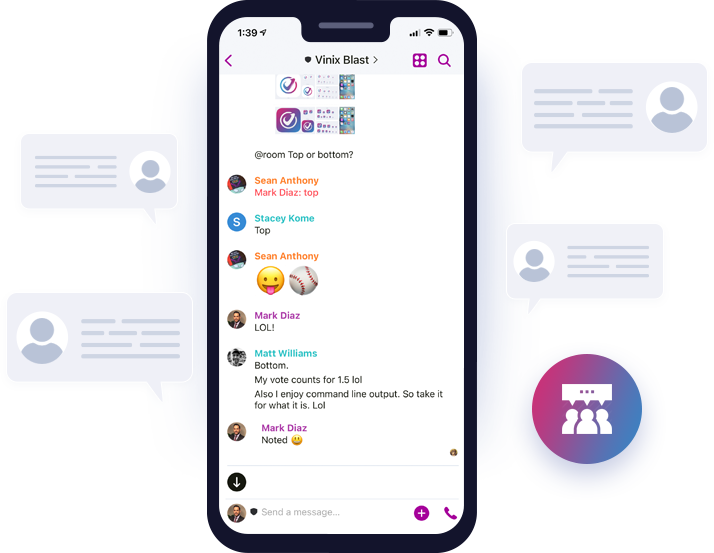 1:39
Vinix Blast
@room Top or bottom?
Sean Anthony
Mark Diaz: top
S
Stacey Kome
Top
Sean Anthony
Mark Diaz
LOL!
Matt Williams
Bottom.
My vote counts for 1.5 lol
Also I enjoy command line output. So take it
for what it is. Lol
Mark Diaz
Noted 😃
Send a message...